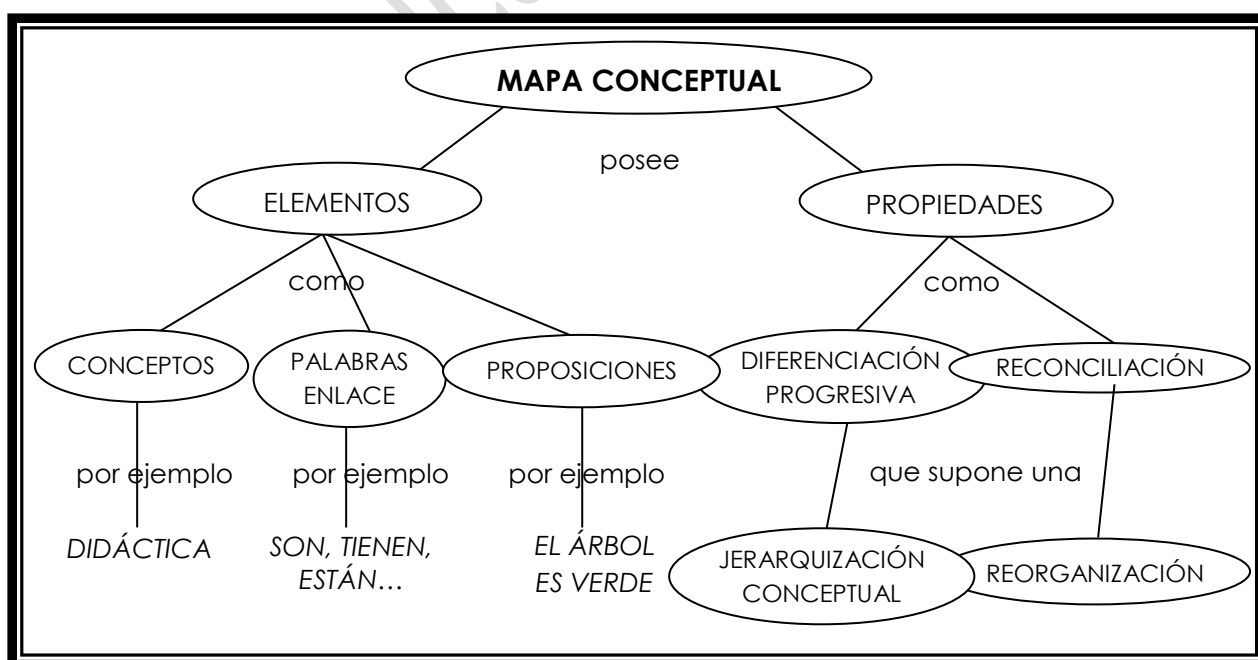 MAPA CONCEPTUAL
posee
ELEMENTOS
PROPIEDADES
como
como
CONCEPTOS
PALABRAS
ENLACE
PROPOSICIONES
DIFERENCIACIÓN
PROGRESIVA
RECONCILIACIÓN
por ejemplo
por ejemplo
por ejemplo
que supone una
DIDÁCTICA
SON, TIENEN,
ESTÁN…
EL ÁRBOL
ES VERDE
JERARQUIZACIÓN
CONCEPTUAL
REORGANIZACIÓN